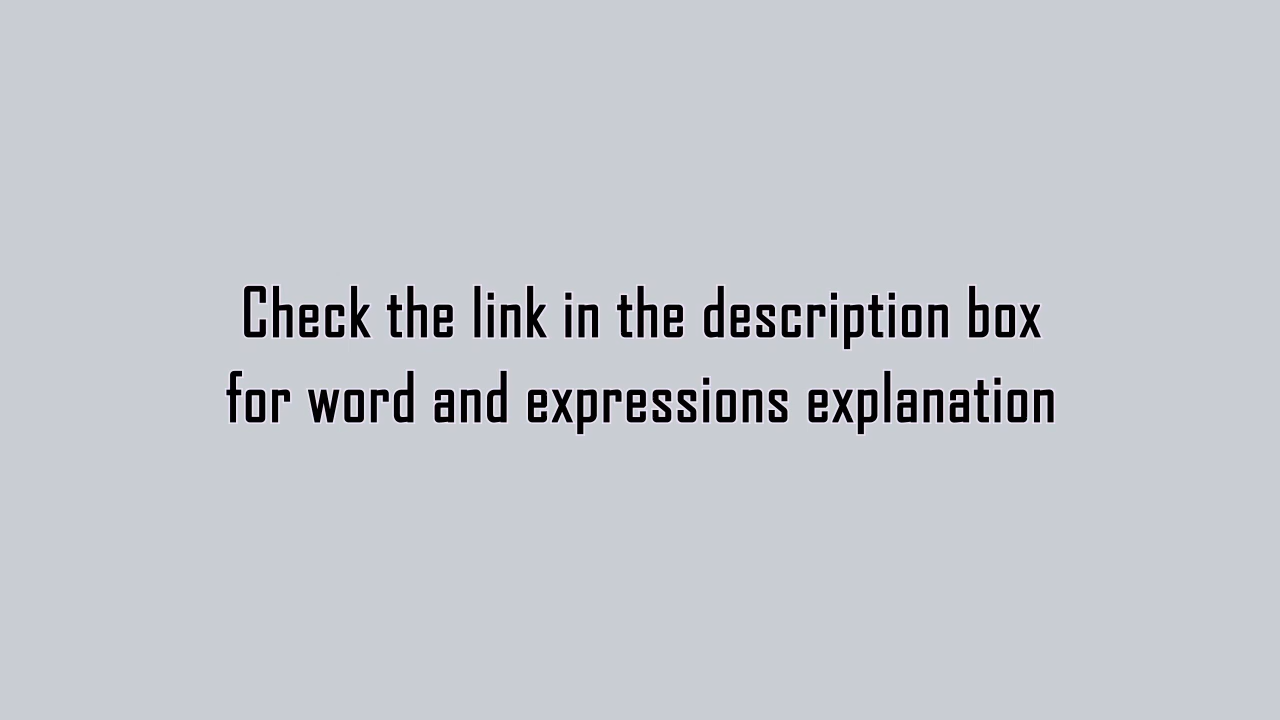 Check the link in the description box
for word and expressions explanation